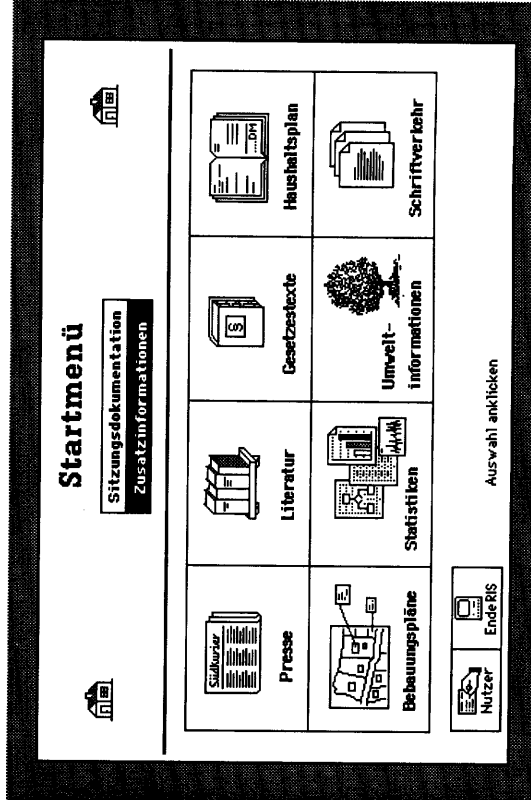 Startmenü
Sitzungsdokumentation
Zusatzinformationen
Südkurier
Presse
Literatur
§
Gesetzestexte
...DM
Haushaltsplan
Bebauungspläne
Statistiken
Umwelt-
informationen
Schriftverkehr
Auswahl anklicken
Nutzer
Ende RIS